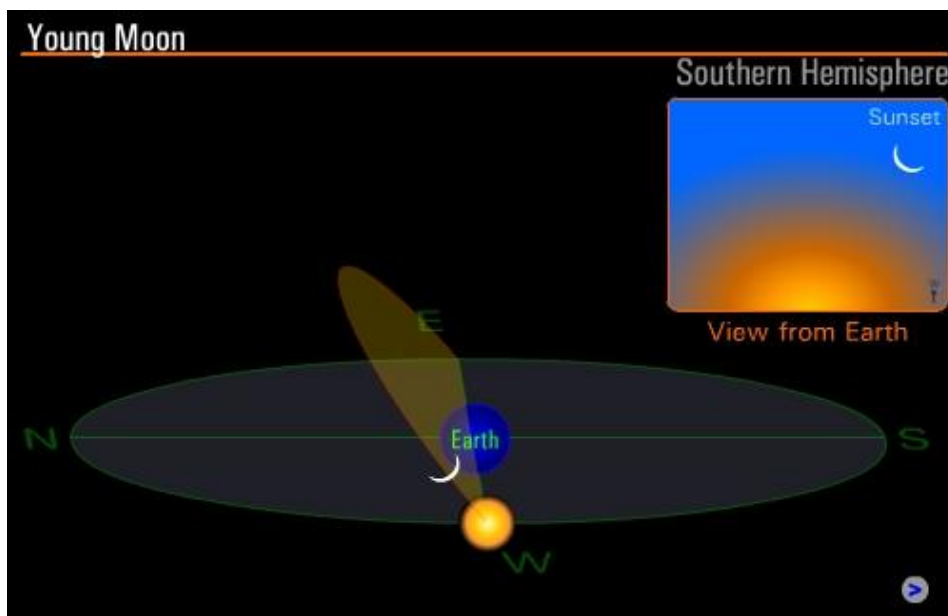 Young Moon
Southern Hemisphere
Sunset
W
View from Earth
E
N
Earth
S
W
>